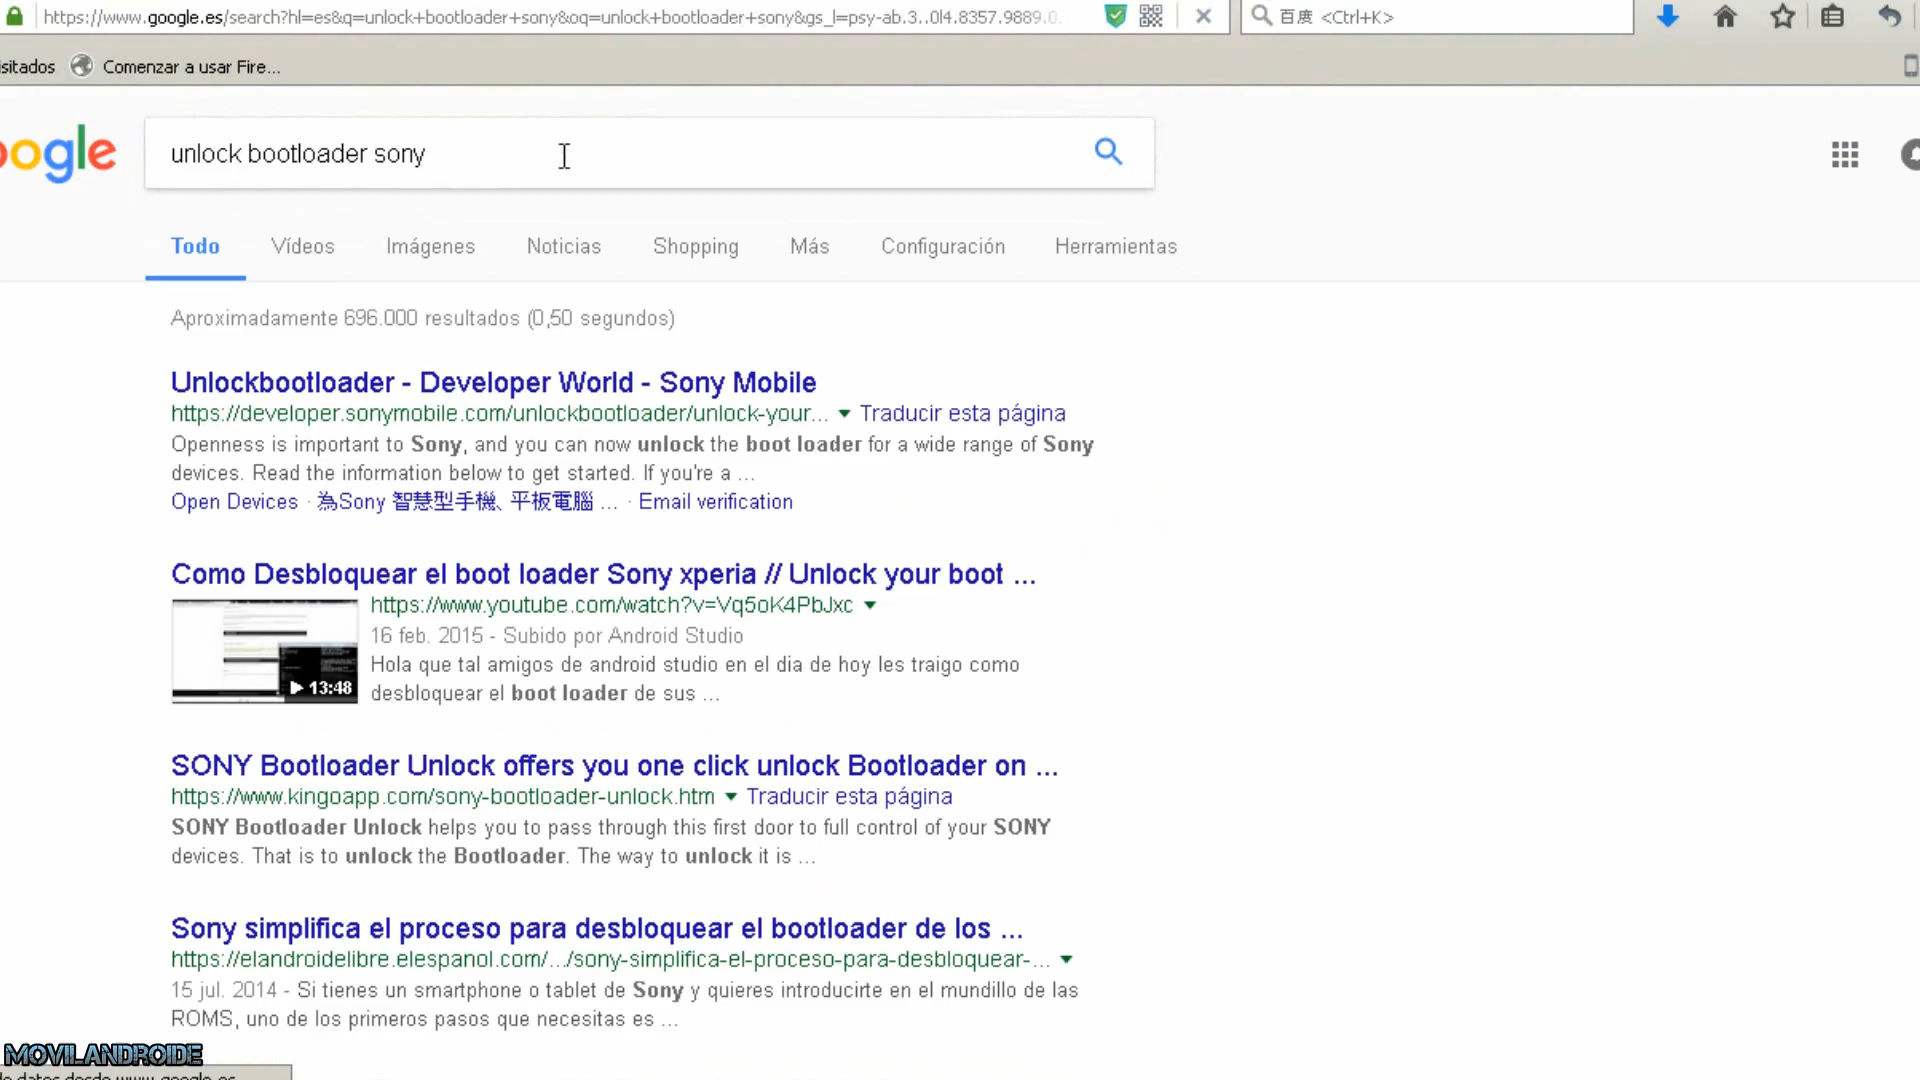 https://www.google.es/search?hl=es&q=unlock+bootloader+sony&oq=unlock+bootloader+sony&gs_l=psy-ab.3..0l4.8357.9889.0.
百度 <Ctrl+K>
isitados
Comenzar a usar Fire...
oogle
unlock bootloader sony
Todo Vídeos Imágenes Noticias Shopping Más Configuración Herramientas
Aproximadamente 696.000 resultados (0,50 segundos)
Unlockbootloader - Developer World - Sony Mobile
https://developer.sonymobile.com/unlockbootloader/unlock-your... ▼ Traducir esta página
Openness is important to Sony, and you can now unlock the boot loader for a wide range of Sony
devices. Read the information below to get started. If you're a ...
Open Devices · 為Sony 智慧型手機、平板電腦 ... · Email verification
Como Desbloquear el boot loader Sony xperia // Unlock your boot ...
https://www.youtube.com/watch?v=Vq5oK4PbJxc ▼
16 feb. 2015 - Subido por Android Studio
Hola que tal amigos de android studio en el dia de hoy les traigo como
desbloquear el boot loader de sus ...
13:48
SONY Bootloader Unlock offers you one click unlock Bootloader on ...
https://www.kingoapp.com/sony-bootloader-unlock.htm ▼ Traducir esta página
SONY Bootloader Unlock helps you to pass through this first door to full control of your SONY
devices. That is to unlock the Bootloader. The way to unlock it is ...
Sony simplifica el proceso para desbloquear el bootloader de los ...
https://elandroidelibre.elespanol.com/.../sony-simplifica-el-proceso-para-desbloquear-... ▼
15 jul. 2014 - Si tienes un smartphone o tablet de Sony y quieres introducirte en el mundillo de las
ROMS, uno de los primeros pasos que necesitas es ...
MOVILANDROIDE
de datos desde www.google.es